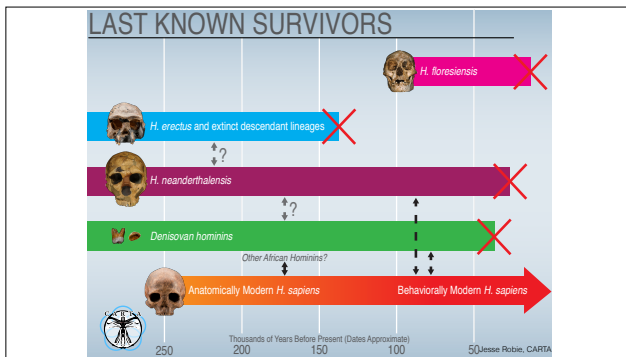 LAST KNOWN SURVIVORS
H. floresiensis
H. erectus and extinct descendant lineages
?
H. neanderthalensis
?
Denisovan hominins
Other African Hominins?
Anatomically Modern H. sapiens Behaviorally Modern H. sapiens
CARTA
Thousands of Years Before Present (Dates Approximate)
250 200 150 100 50 Jesse Robie, CARTA